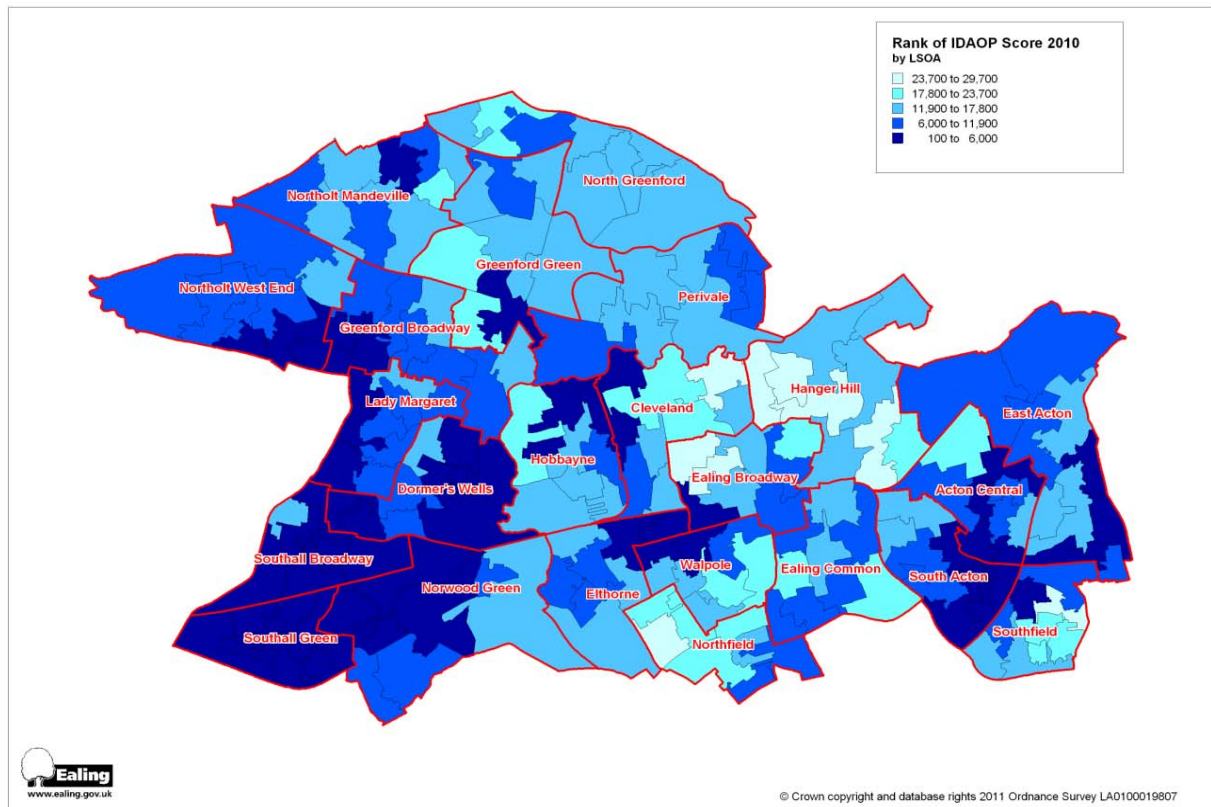 Rank of IDAOP Score 2010
by LSOA
23,700 to 29,700
17,800 to 23,700
11,900 to 17,800
6,000 to 11,900
100 to 6,000
North Greenford
Northolt Mandeville
Greenford Green
Northolt West End
Perivale
Greenford Broadway
Hanger Hill
Lady Margaret
Cleveland
East Acton
Hobbayne
Ealing Broadway
Dormer's Wells
Acton Central
Southall Broadway
Walpole
Ealing Common
South Acton
Norwood Green
Elthorne
Southall Green
Northfield
Southfield
Ealing
www.ealing.gov.uk
© Crown copyright and database rights 2011 Ordnance Survey LA0100019807